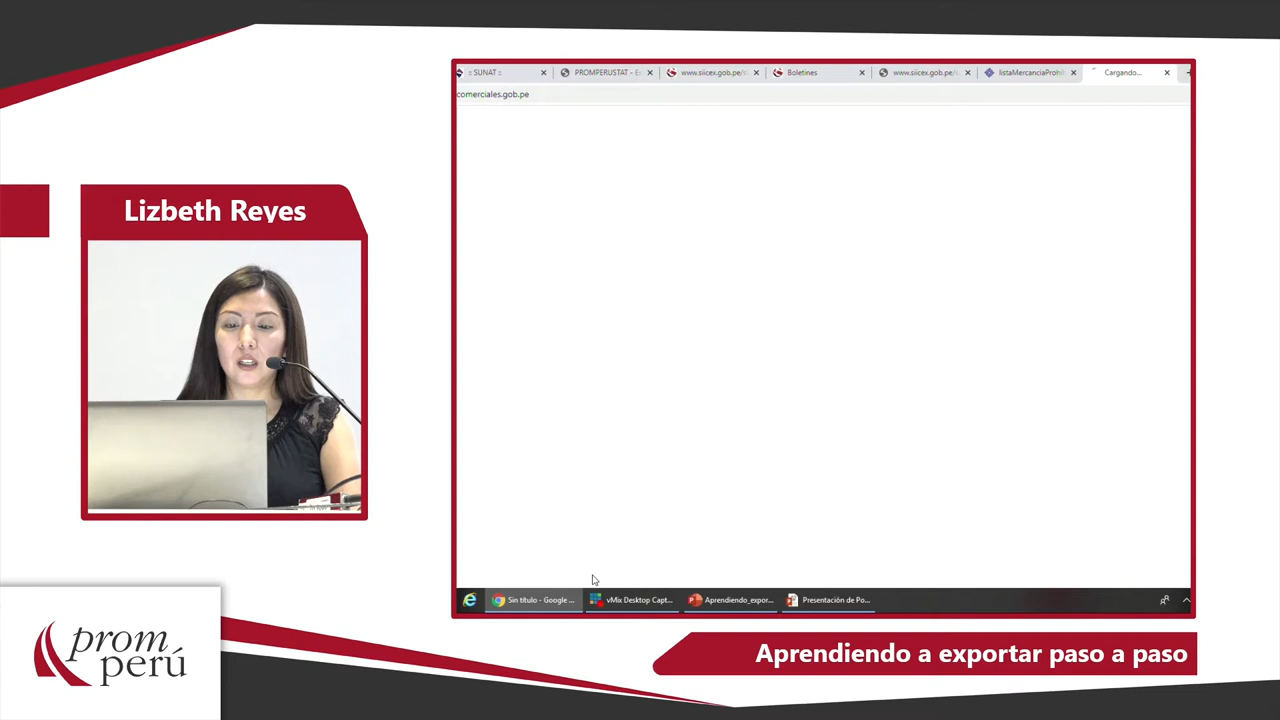 Lizbeth Reyes
:: SUNAT ::
PROMPERUSTAT - Es
www.siicex.gob.pe/
Boletines
www.siicex.gob.pe/
listaMercanciaProhi
Cargando...
comerciales.gob.pe
Sin título - Google ...
vMix Desktop Capt...
Aprendiendo_expor...
Presentación de Po...
prom
perú
Aprendiendo a exportar paso a paso